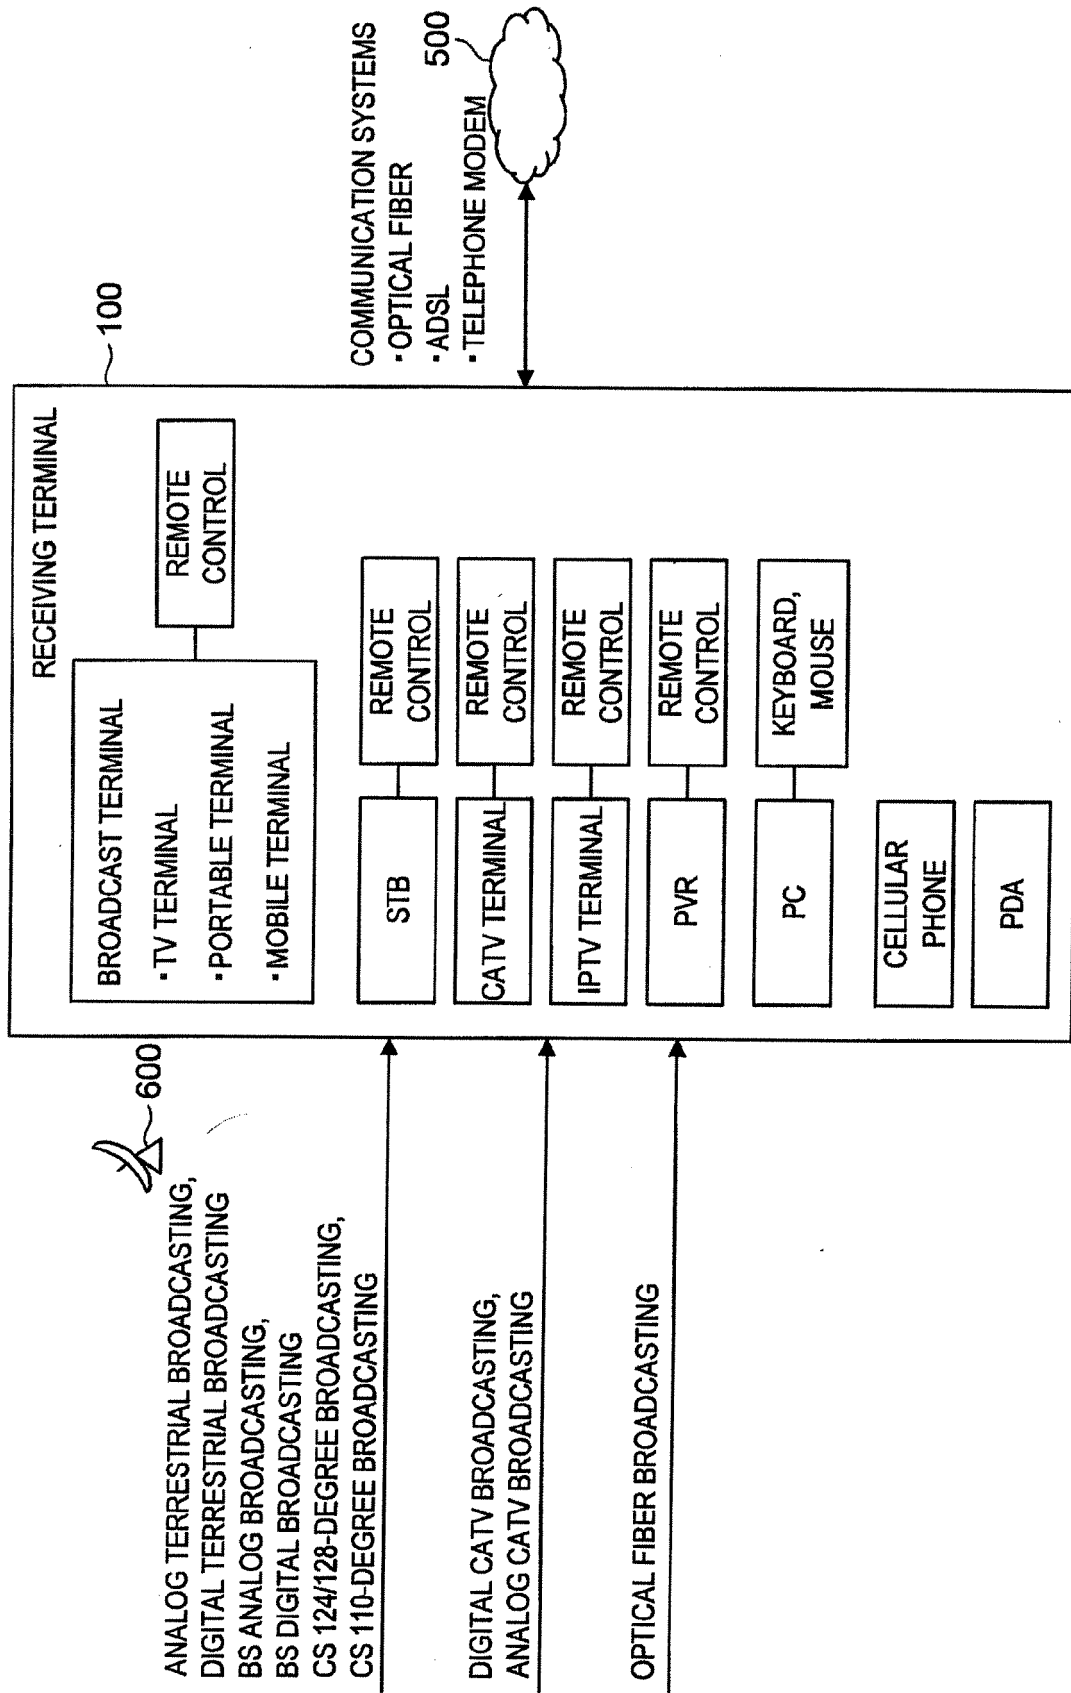 ANALOG TERRESTRIAL BROADCASTING,
DIGITAL TERRESTRIAL BROADCASTING
BS ANALOG BROADCASTING,
BS DIGITAL BROADCASTING
CS 124/128-DEGREE BROADCASTING,
CS 110-DEGREE BROADCASTING
600
DIGITAL CATV BROADCASTING,
ANALOG CATV BROADCASTING
OPTICAL FIBER BROADCASTING
RECEIVING TERMINAL
100
BROADCAST TERMINAL
・TV TERMINAL
・PORTABLE TERMINAL
・MOBILE TERMINAL
REMOTE
CONTROL
STB
REMOTE
CONTROL
CATV TERMINAL
REMOTE
CONTROL
IPTV TERMINAL
REMOTE
CONTROL
PVR
REMOTE
CONTROL
PC
KEYBOARD,
MOUSE
CELLULAR
PHONE
PDA
COMMUNICATION SYSTEMS
・OPTICAL FIBER
・ADSL
・TELEPHONE MODEM
500